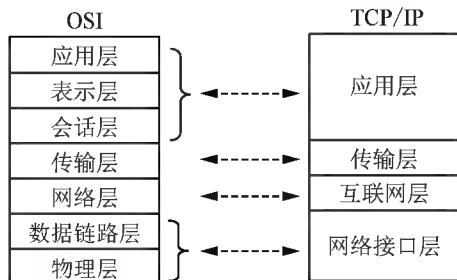 OSI
TCP/IP
应用层
表示层
会话层
传输层
网络层
数据链路层
物理层
应用层
传输层
互联网层
网络接口层